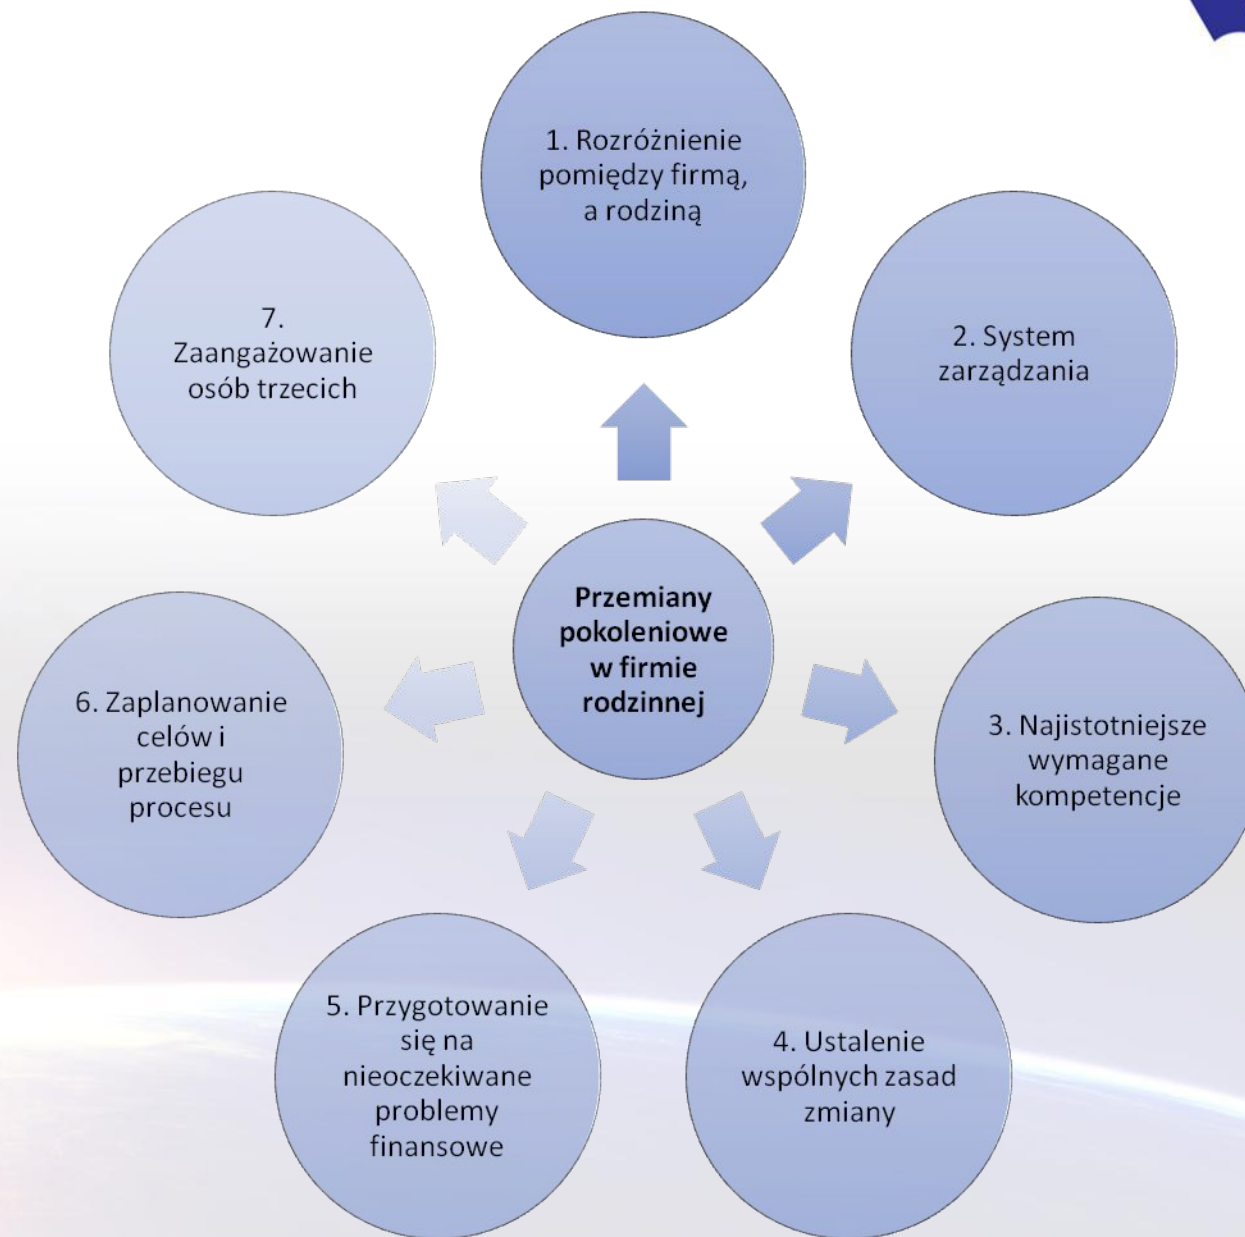 1. Rozróżnienie
pomiędzy firmą,
a rodziną
2. System
zarządzania
3. Najistotniejsze
wymagane
kompetencje
4. Ustalenie
wspólnych zasad
zmiany
5. Przygotowanie
się na
nieoczekiwane
problemy
finansowe
6. Zaplanowanie
celów i
przebiegu
procesu
7.
Zaangażowanie
osób trzecich
Przemiany
pokoleniowe
w firmie
rodzinnej